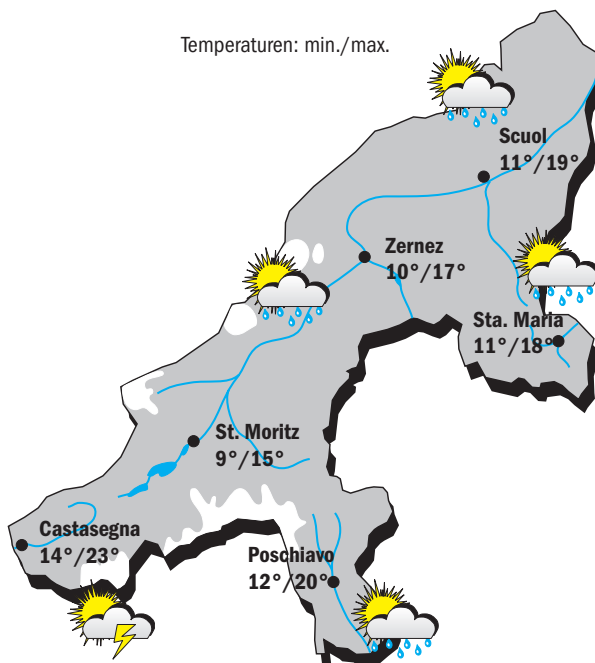 Temperaturen: min./max.
Scuol
11°/19°
Zernez
10°/17°
Sta. Maria
11°/18°
St. Moritz
9°/15°
Castasegna
14°/23°
Poschiavo
12°/20°